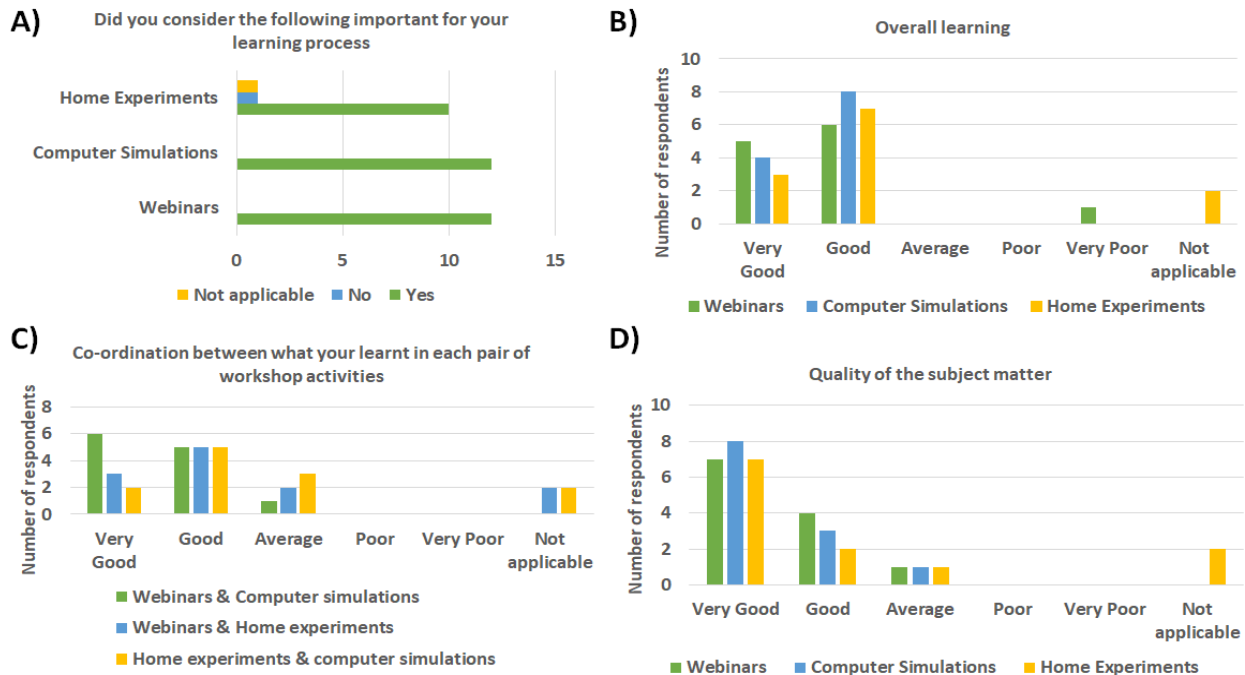 A)
Did you consider the following important for your
learning process
Home Experiments
Computer Simulations
Webinars
0 5 10 15
Not applicable No Yes
B)
Overall learning
Number of respondents
10
8
6
4
2
0
Very Good Average Poor Very Poor Not
Good applicable
Webinars Computer Simulations Home Experiments
C)
Co-ordination between what your learnt in each pair of
workshop activities
Number of respondents
8
6
4
2
0
Very Good Average Poor Very Poor Not
Good applicable
Webinars & Computer simulations
Webinars & Home experiments
Home experiments & computer simulations
D)
Quality of the subject matter
Number of respondents
10
8
6
4
2
0
Very Good Good Average Poor Very Poor Not
applicable
Webinars Computer Simulations Home Experiments